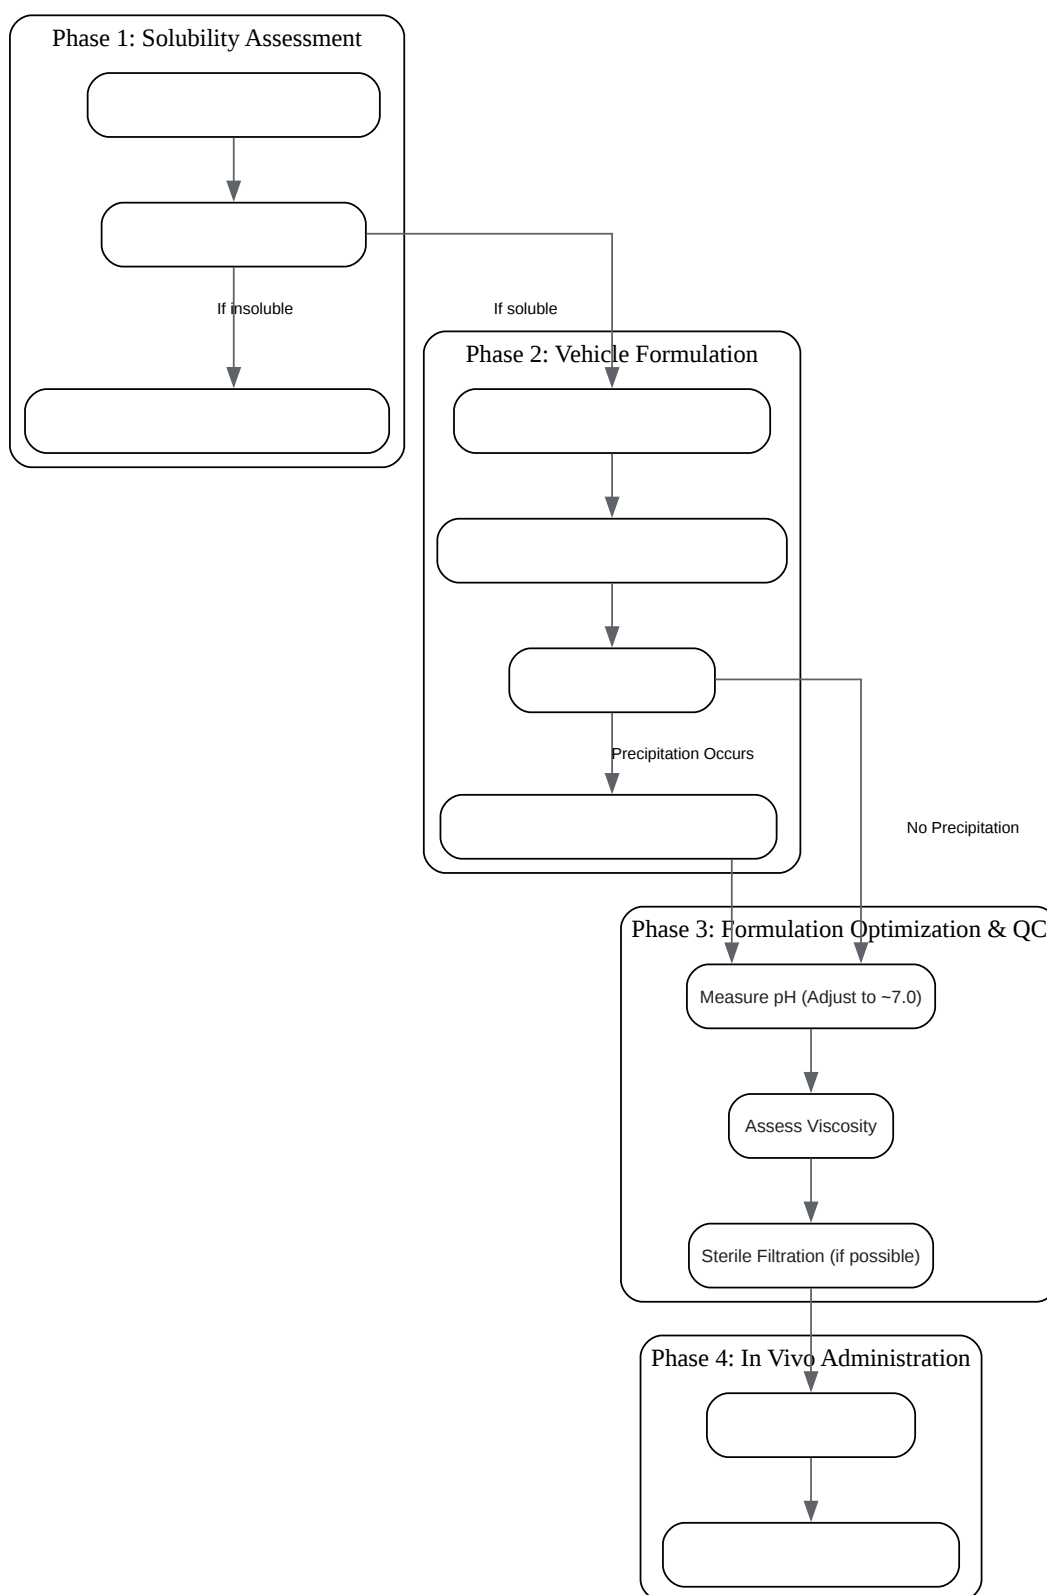 Phase 1: Solubility Assessment
If insoluble
If soluble
Phase 2: Vehicle Formulation
Precipitation Occurs
No Precipitation
Phase 3: Formulation Optimization & QC
Measure pH (Adjust to ~7.0)
Assess Viscosity
Sterile Filtration (if possible)
Phase 4: In Vivo Administration